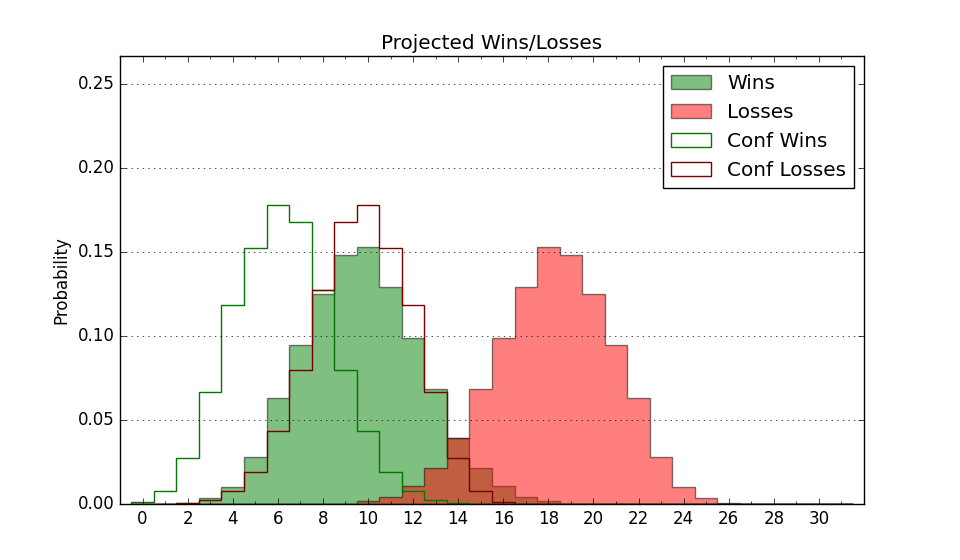 Projected Wins/Losses
Wins
Losses
Conf Wins
Conf Losses
Probability
0.25
0.20
0.15
0.10
0.05
0.00
0 2 4 6 8 10 12 14 16 18 20 22 24 26 28 30